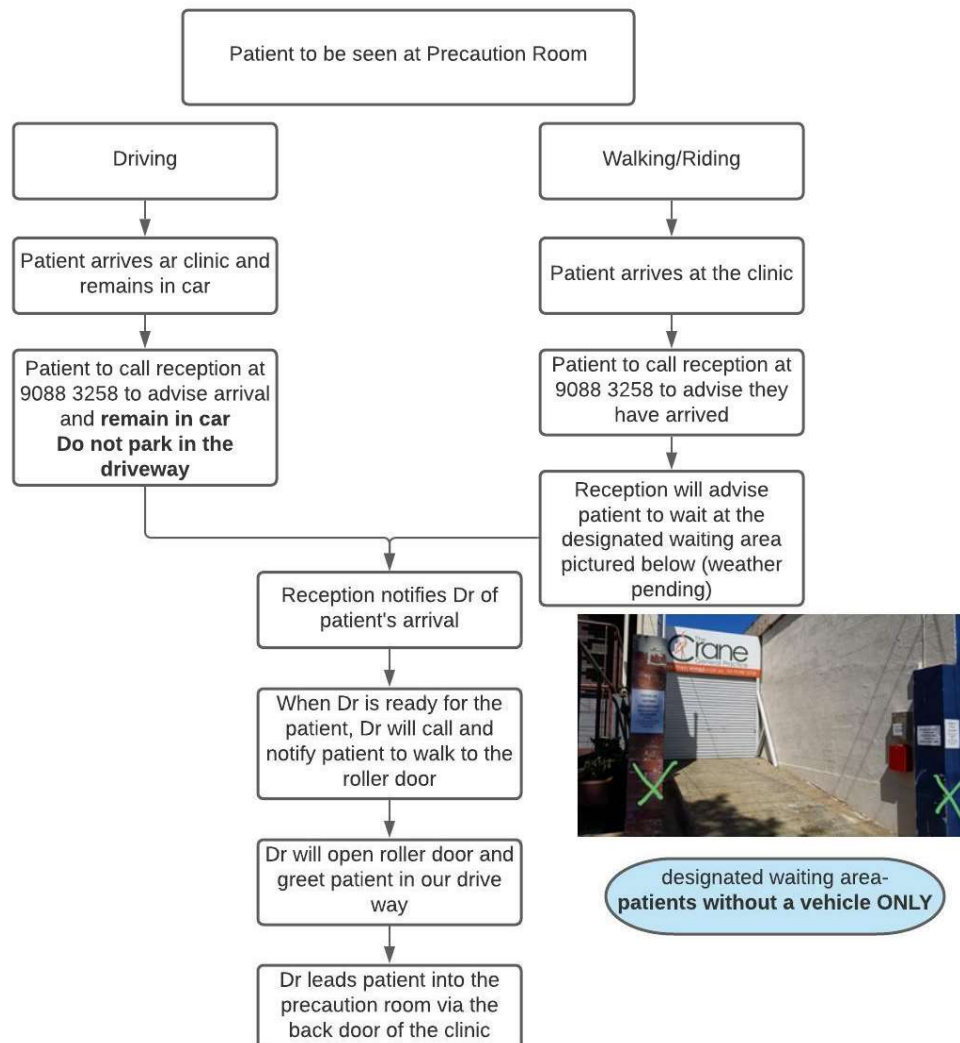 Patient to be seen at Precaution Room
Driving
Walking/Riding
Patient arrives ar clinic and
remains in car
Patient arrives at the clinic
Patient to call reception at
9088 3258 to advise arrival
and remain in car
Do not park in the
driveway
Patient to call reception at
9088 3258 to advise they
have arrived
Reception will advise
patient to wait at the
designated waiting area
pictured below (weather
pending)
Reception notifies Dr of
patient's arrival
The
Crane
When Dr is ready for the
patient, Dr will call and
notify patient to walk to the
roller door
Dr will open roller door and
greet patient in our drive
way
designated waiting area-
patients without a vehicle ONLY
Dr leads patient into the
precaution room via the
back door of the clinic